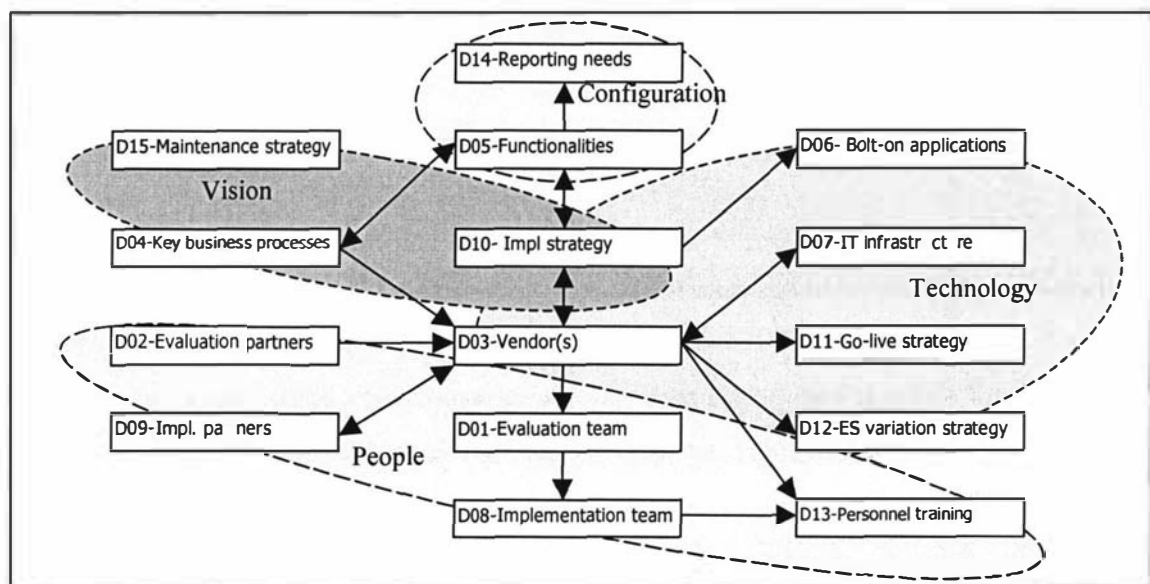 D14-Reporting needs
Configuration
D15-Maintenance strategy
D05-Functionalities
D06- Bolt-on applications
Vision
D04-Key business processes
D10- Impl strategy
D07-IT infrastr ct re
Technology
D02-Evaluation partners
D03-Vendor(s)
D11-Go-live strategy
D09-Impl. pa ners
D01-Evaluation team
D12-ES variation strategy
People
D08-Implementation team
D13-Personnel training